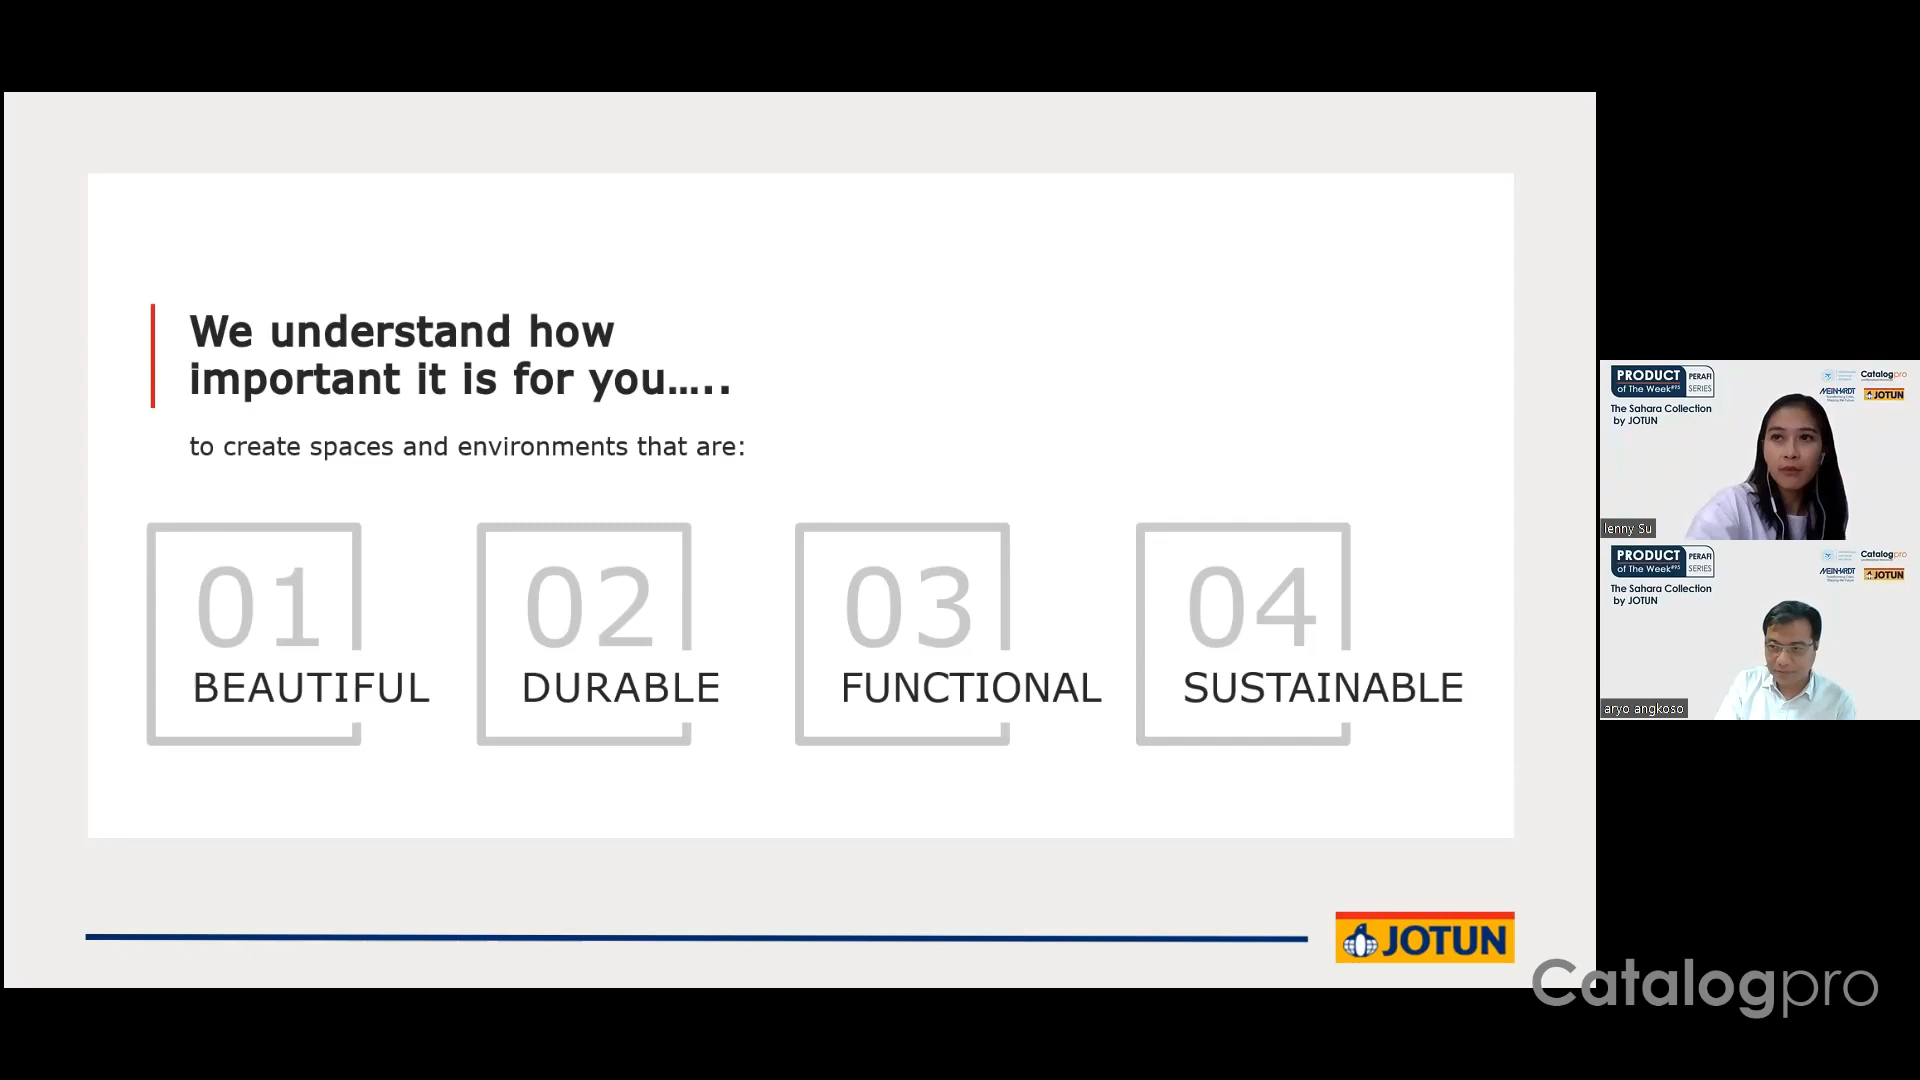 We understand how
important it is for you.....
to create spaces and environments that are:
01
BEAUTIFUL
02
DURABLE
03
FUNCTIONAL
04
SUSTAINABLE
JOTUN
Catalogpro
PRODUCT
of The Week#95
PERAFI
SERIES
Catalogpro
MEINHARDT
JOTUN
The Sahara Collection
by JOTUN
lenny Su
PRODUCT
of The Week#95
PERAFI
SERIES
Catalogpro
MEINHARDT
JOTUN
The Sahara Collection
by JOTUN
aryo angkoso